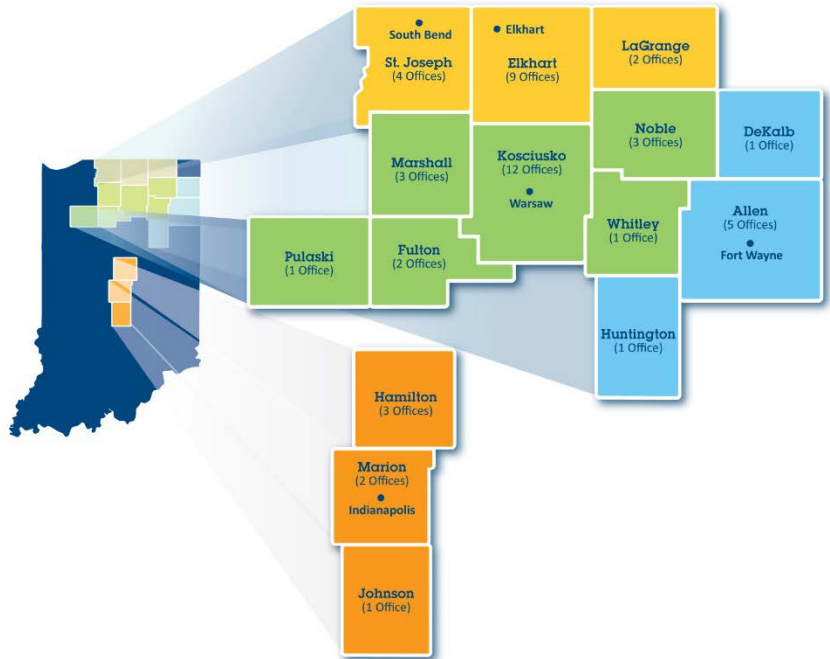 South Bend
St. Joseph
(4 Offices)
Elkhart
Elkhart
(9 Offices)
LaGrange
(2 Offices)
Marshall
(3 Offices)
Kosciusko
(12 Offices)
Warsaw
Noble
(3 Offices)
DeKalb
(1 Office)
Pulaski
(1 Office)
Fulton
(2 Offices)
Whitley
(1 Office)
Allen
(5 Offices)
Fort Wayne
Huntington
(1 Office)
Hamilton
(3 Offices)
Marion
(2 Offices)
Indianapolis
Johnson
(1 Office)